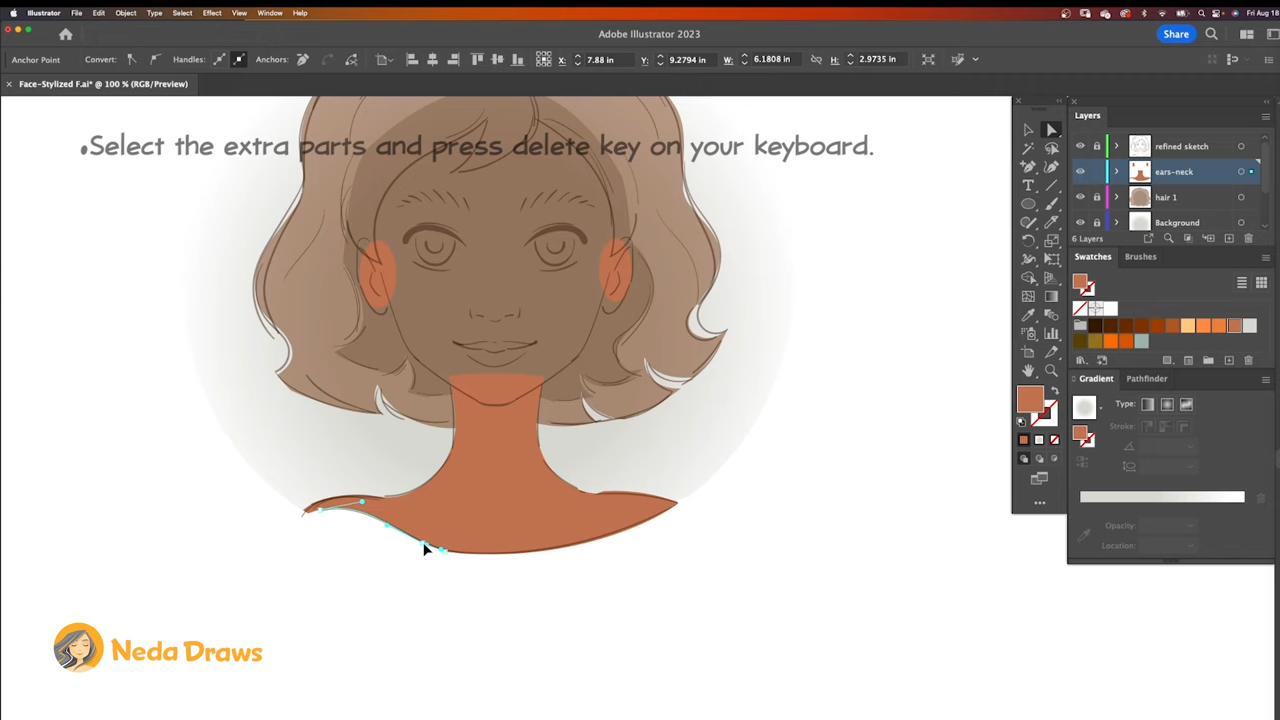 Illustrator File Edit Object Type Select Effect View Window Help Fri Aug 18
Adobe Illustrator 2023 Share
Anchor Point Convert: Handles: Anchors: X: 7.88 in Y: 9.2794 in W: 6.1808 in H: 2.9735 in
× Face-Stylized F.ai* @ 100 % (RGB/Preview)
•Select the extra parts and press delete key on your keyboard.
Layers
refined sketch
ears-neck
hair 1
Background
6 Layers
Swatches Brushes
Gradient Pathfinder
Type:
Stroke:
Opacity:
Location:
Neda Draws